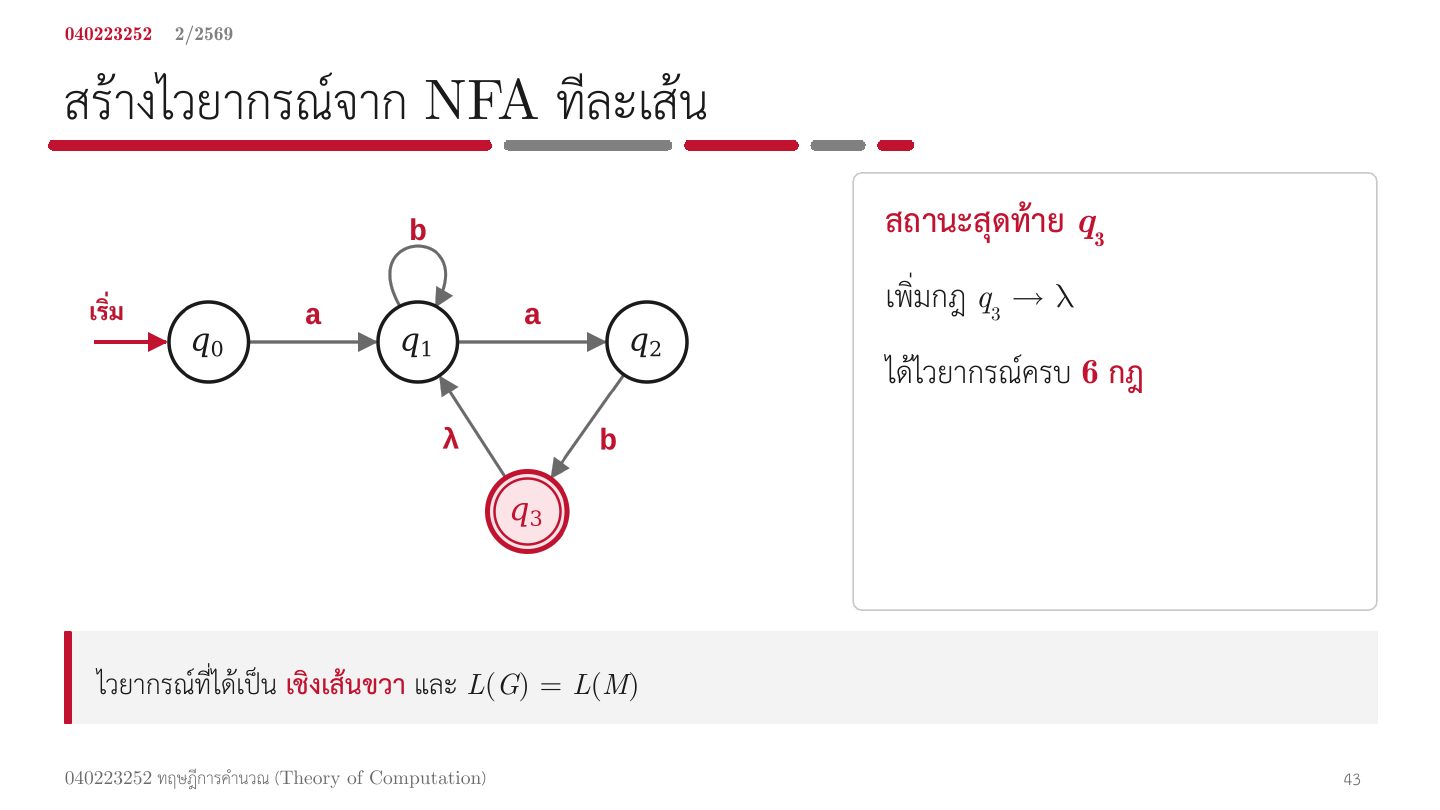 040223252 2/2569
สร้างไวยากรณ์จาก NFA ทีละเส้น
b
เริ่ม
a
a
q₀
q₁
q₂
λ
b
q₃
สถานะสุดท้าย q₃
เพิ่มกฎ q₃ → λ
ได้ไวยากรณ์ครบ 6 กฎ
ไวยากรณ์ที่ได้เป็น เชิงเส้นขวา และ L(G) = L(M)
040223252 ทฤษฎีการคำนวณ (Theory of Computation)
43